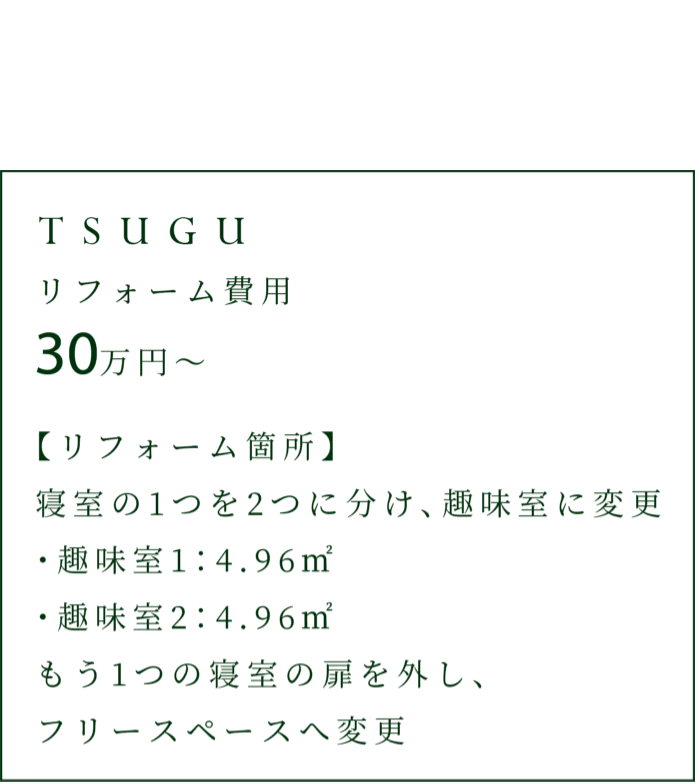 TSUGU
リフォーム費用
30万円〜
【リフォーム箇所】
寝室の1つを2つに分け、趣味室に変更
・趣味室1：4.96㎡
・趣味室2：4.96㎡
もう1つの寝室の扉を外し、
フリースペースへ変更